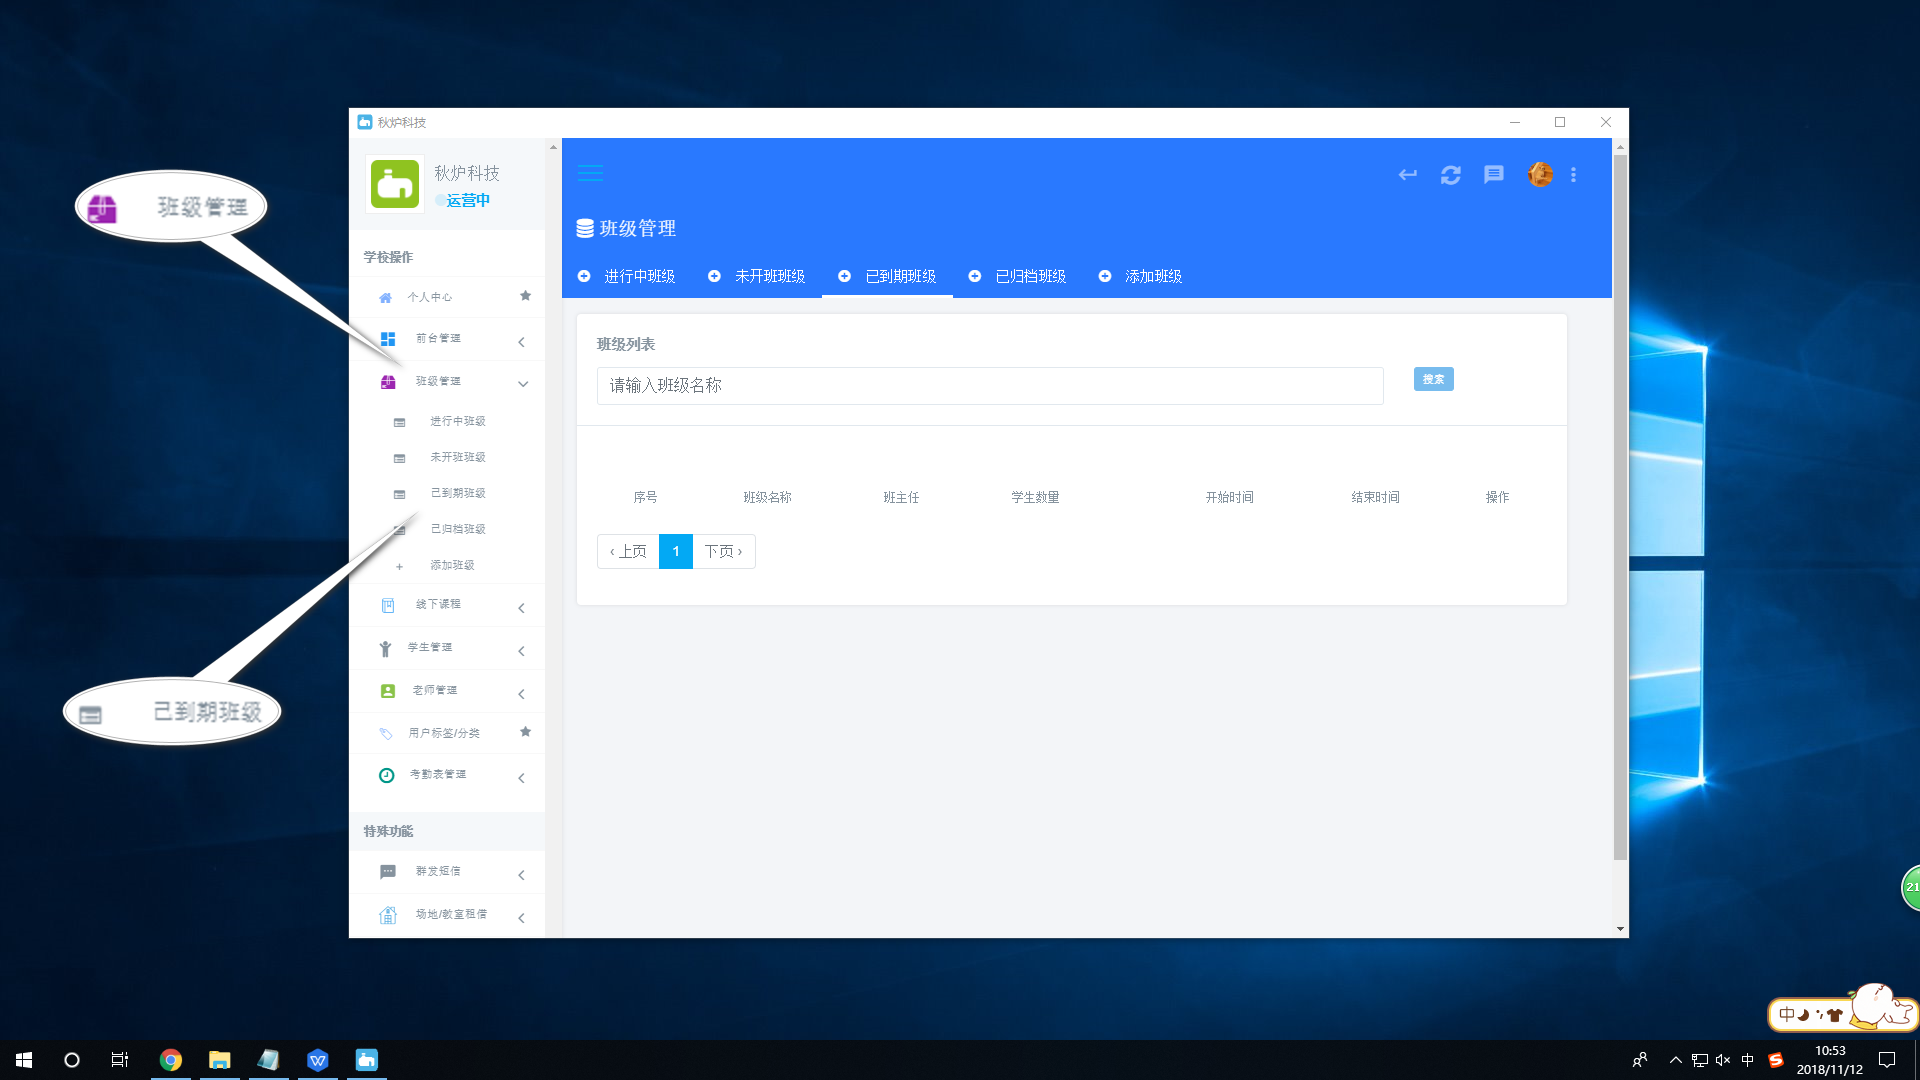 秋炉科技
秋炉科技
运营中
班级管理
学校操作
个人中心
前台管理
班级管理
进行中班级
未开班班级
己到期班级
己归档班级
添加班级
线下课程
学生管理
老师管理
用户标签/分类
考勤表管理
特殊功能
群发短信
场地/教室租借
己到期班级
班级管理
进行中班级 未开班班级 已到期班级 已归档班级 添加班级
班级列表
请输入班级名称
搜索
序号 班级名称 班主任 学生数量 开始时间 结束时间 操作
‹ 上页 1 下页 ›
21
中
中
10:53
2018/11/12